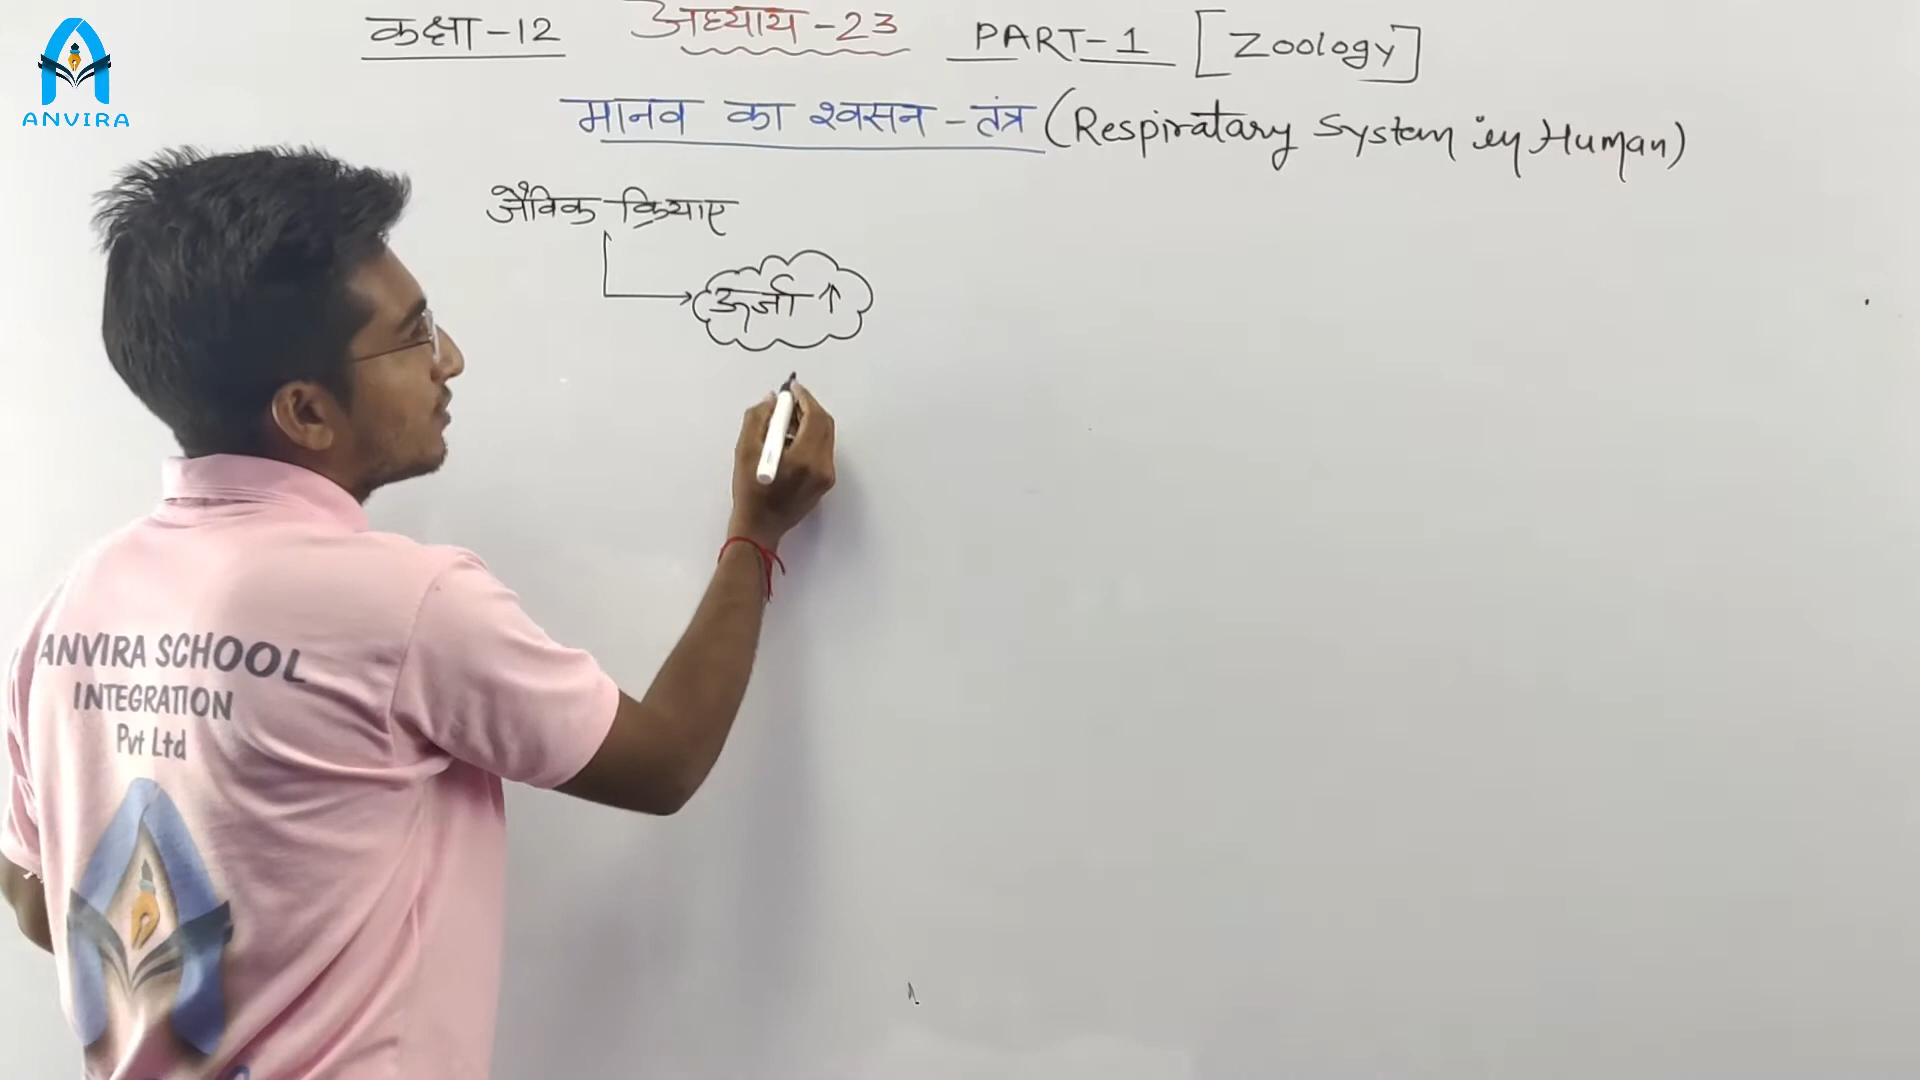 ANVIRA
कक्षा-12 अध्याय-23 PART-1 [Zoology]
मानव का श्वसन-तंत्र (Respiratary System in Human)
जैविक क्रियाए
ऊर्जा ↑
ANVIRA SCHOOL
INTEGRATION
Pvt Ltd